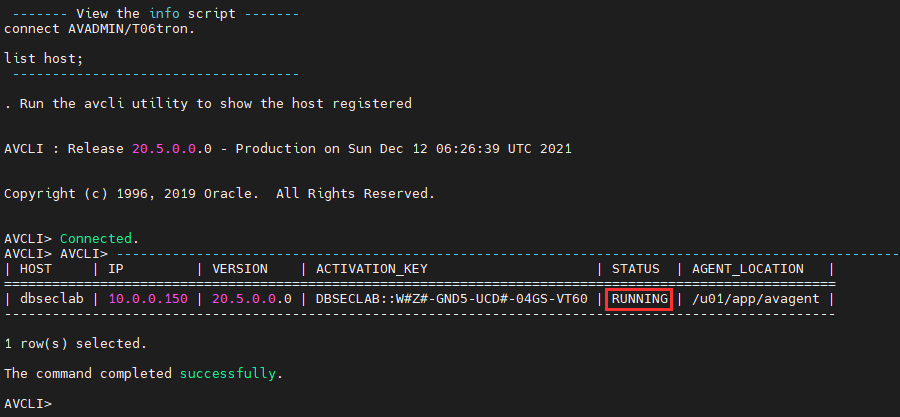 ------- View the info script -------
connect AVADMIN/T06tron.
list host;
------------------------------------
. Run the avcli utility to show the host registered
AVCLI : Release 20.5.0.0.0 - Production on Sun Dec 12 06:26:39 UTC 2021
Copyright (c) 1996, 2019 Oracle.  All Rights Reserved.
AVCLI> Connected.
AVCLI> AVCLI> --------------------------------------------------------------------------------------------------
| HOST     | IP         | VERSION    | ACTIVATION_KEY                     | STATUS  | AGENT_LOCATION   |
========================================================================================================
| dbseclab | 10.0.0.150 | 20.5.0.0.0 | DBSECLAB::W#Z#-GND5-UCD#-04GS-VT60 | RUNNING | /u01/app/avagent |
--------------------------------------------------------------------------------------------------------
1 row(s) selected.
The command completed successfully.
AVCLI>